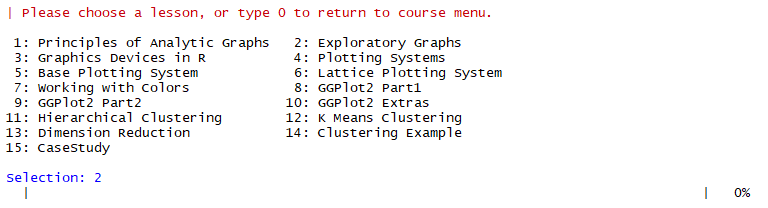 | Please choose a lesson, or type 0 to return to course menu.
1: Principles of Analytic Graphs   2: Exploratory Graphs
3: Graphics Devices in R   4: Plotting Systems
5: Base Plotting System   6: Lattice Plotting System
7: Working with Colors   8: GGPlot2 Part1
9: GGPlot2 Part2   10: GGPlot2 Extras
11: Hierarchical Clustering   12: K Means Clustering
13: Dimension Reduction   14: Clustering Example
15: CaseStudy
Selection: 2
|   |   0%